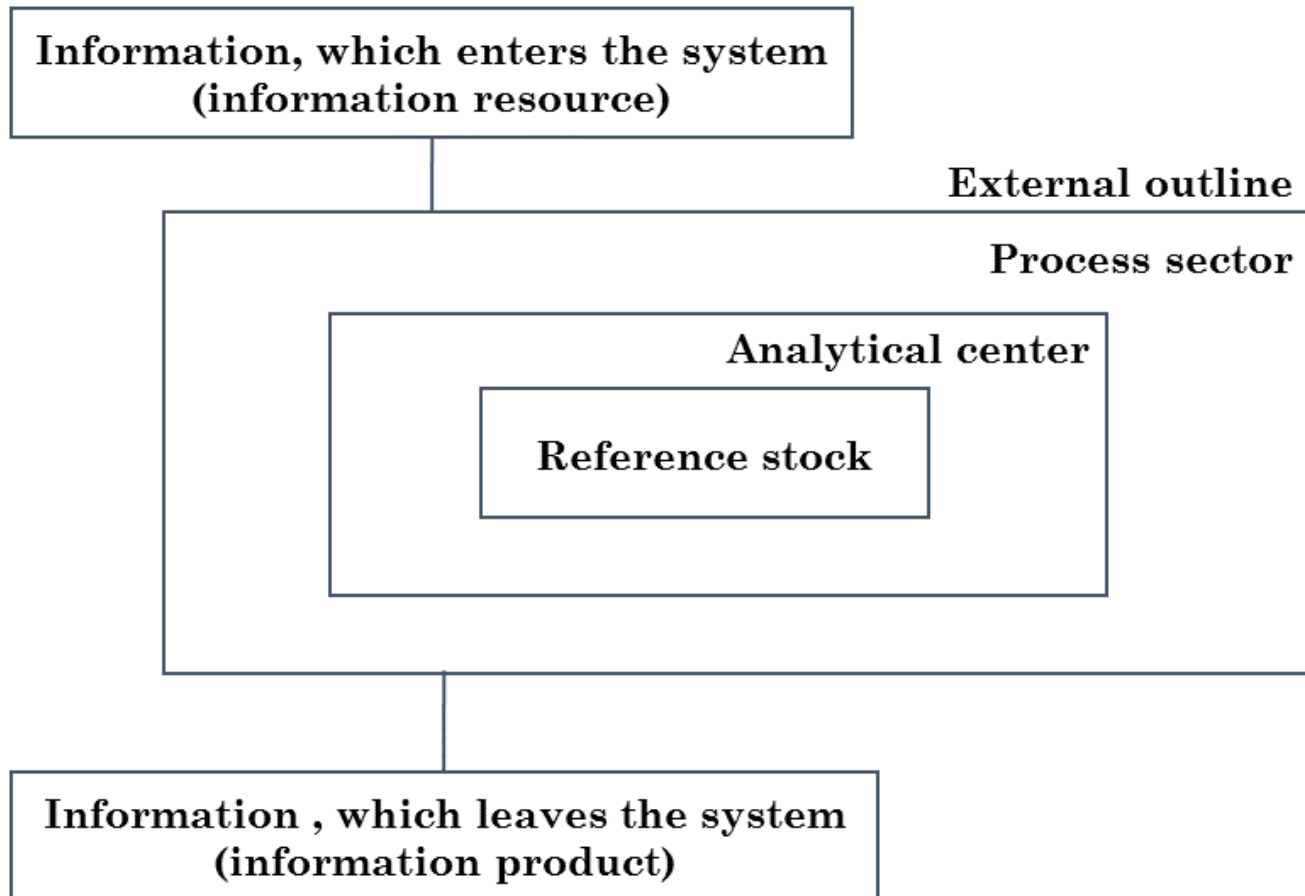 Information, which enters the system
(information resource)
External outline
Process sector
Analytical center
Reference stock
Information , which leaves the system
(information product)